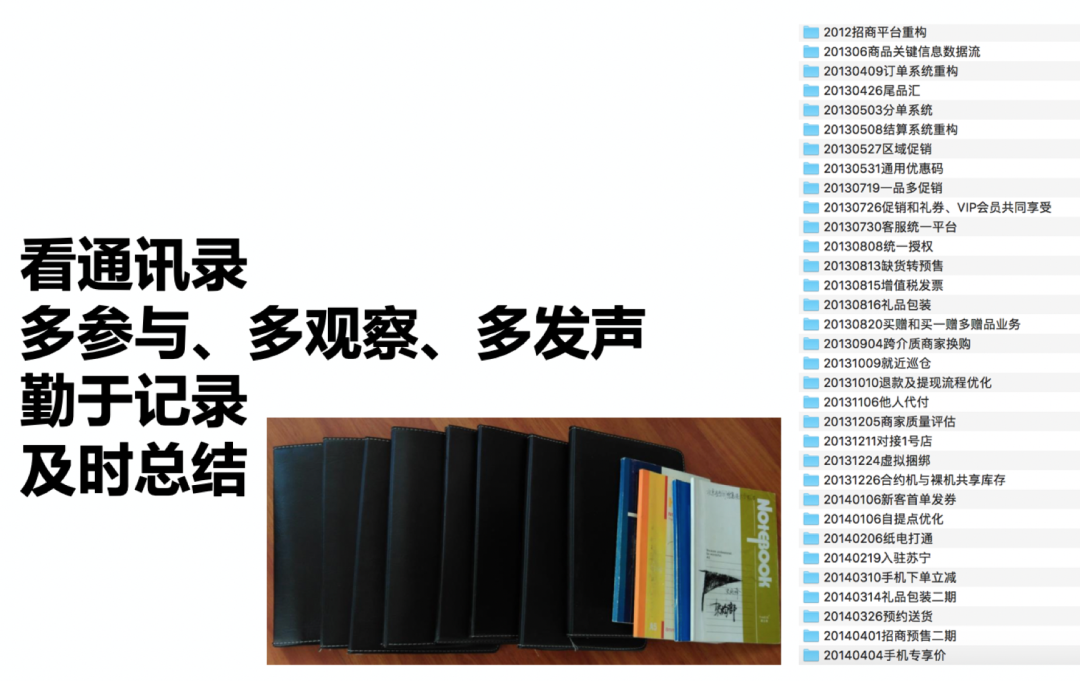 看通讯录
多参与、多观察、多发声
勤于记录
及时总结
Notebook
2012招商平台重构
201306商品关键信息数据流
20130409订单系统重构
20130426尾品汇
20130503分单系统
20130508结算系统重构
20130527区域促销
20130531通用优惠码
20130719一品多促销
20130726促销和礼券、VIP会员共同享受
20130730客服统一平台
20130808统一授权
20130813缺货转预售
20130815增值税发票
20130816礼品包装
20130820买赠和买一赠多赠品业务
20130904跨介质商家换购
20131009就近巡仓
20131010退款及提现流程优化
20131106他人代付
20131205商家质量评估
20131211对接1号店
20131224虚拟捆绑
20131226合约机与裸机共享库存
20140106新客首单发券
20140106自提点优化
20140206纸电打通
20140219入驻苏宁
20140310手机下单立减
20140314礼品包装二期
20140326预约送货
20140401招商预售二期
20140404手机专享价